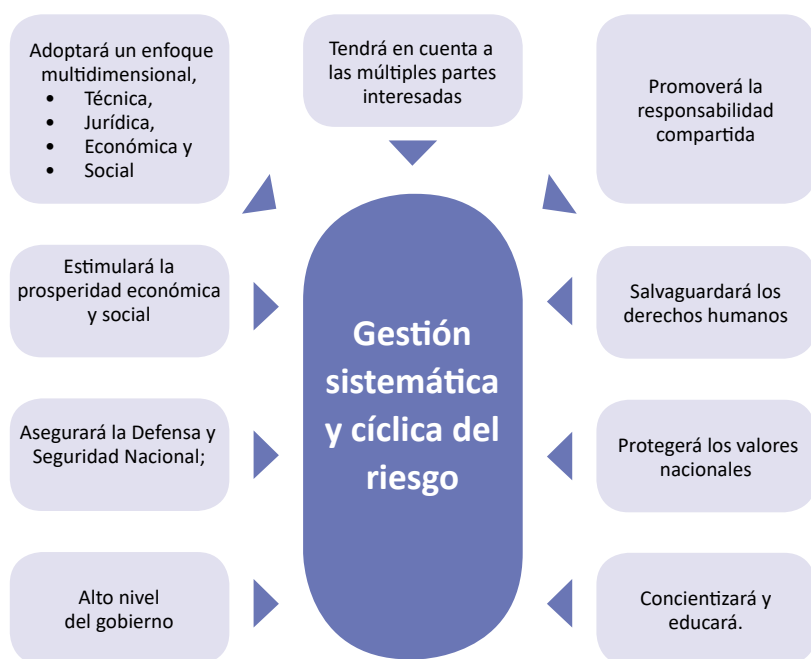 Adoptará un enfoque
multidimensional,
• Técnica,
• Jurídica,
• Económica y
• Social
Tendrá en cuenta a
las múltiples partes
interesadas
Promoverá la
responsabilidad
compartida
Estimulará la
prosperidad económica
y social
Gestión
sistemática
y cíclica del
riesgo
Salvaguardará los
derechos humanos
Asegurará la Defensa y
Seguridad Nacional;
Protegerá los valores
nacionales
Alto nivel
del gobierno
Concientizará y
educará.